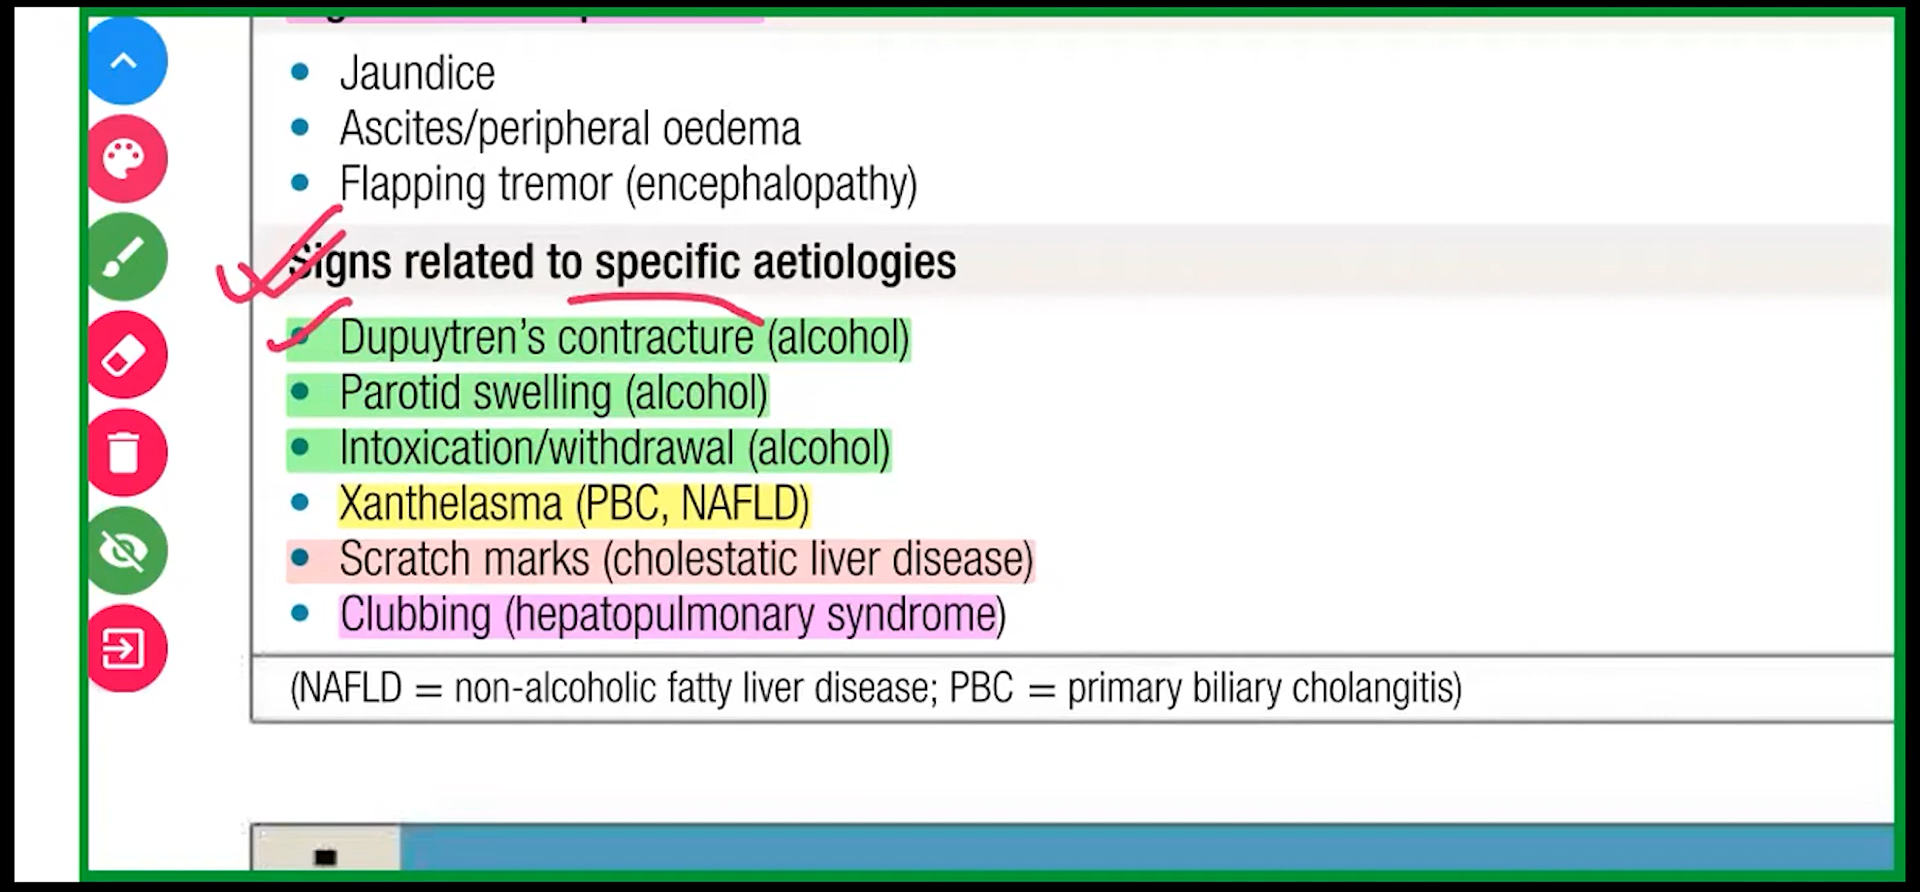 • Jaundice
• Ascites/peripheral oedema
• Flapping tremor (encephalopathy)
Signs related to specific aetiologies
• Dupuytren’s contracture (alcohol)
• Parotid swelling (alcohol)
• Intoxication/withdrawal (alcohol)
• Xanthelasma (PBC, NAFLD)
• Scratch marks (cholestatic liver disease)
• Clubbing (hepatopulmonary syndrome)
(NAFLD = non-alcoholic fatty liver disease; PBC = primary biliary cholangitis)